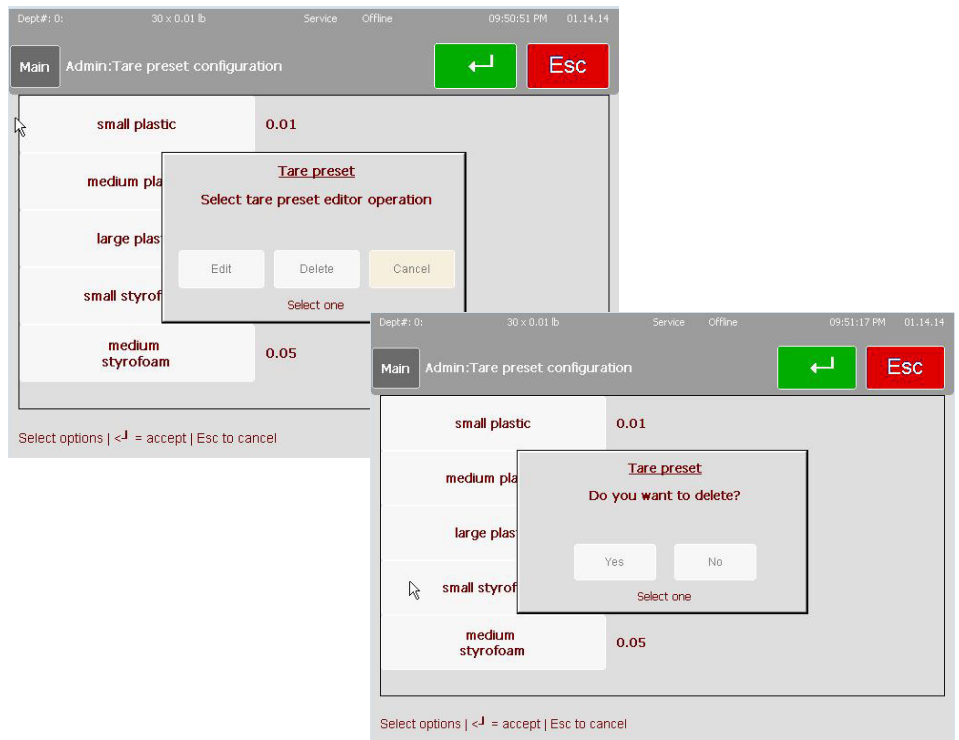 Dept#: 0: 30 x 0.01 lb Service Offline 09:50:51 PM 01.14.14
Main Admin:Tare preset configuration Esc
small plastic 0.01
medium pla
large plas
small styrof
medium
styrofoam 0.05
Tare preset
Select tare preset editor operation
Edit Delete Cancel
Select one
Select options | <┘ = accept | Esc to cancel
Dept#: 0: 30 x 0.01 lb Service Offline 09:51:17 PM 01.14.14
Main Admin:Tare preset configuration Esc
small plastic 0.01
medium pla
large plas
small styrof
medium
styrofoam 0.05
Tare preset
Do you want to delete?
Yes No
Select one
Select options | <┘ = accept | Esc to cancel